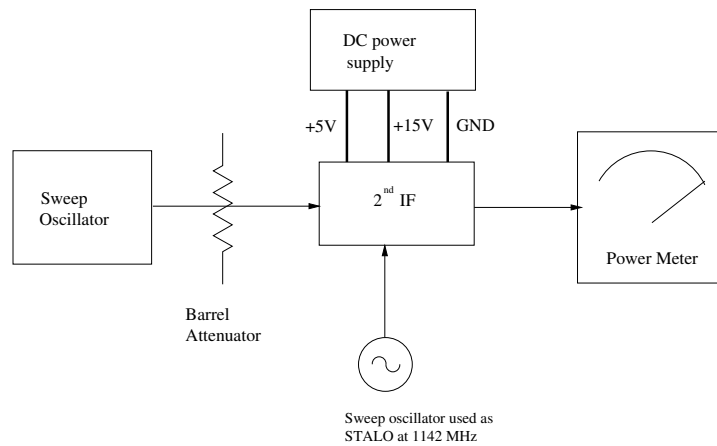 DC power
supply
+5V
+15V
GND
Sweep
Oscillator
2nd IF
Power Meter
Barrel
Attenuator
Sweep oscillator used as
STALO at 1142 MHz